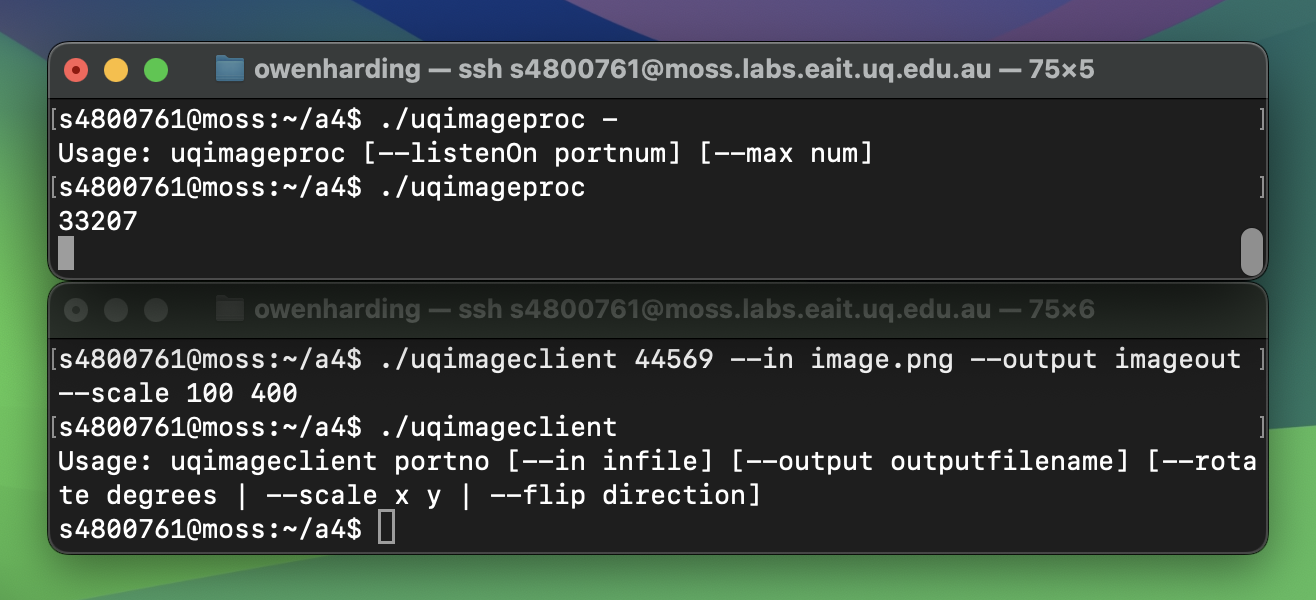 owenharding — ssh s4800761@moss.labs.eait.uq.edu.au — 75×5
[s4800761@moss:~/a4$ ./uqimageproc - ]
Usage: uqimageproc [--listenOn portnum] [--max num]
[s4800761@moss:~/a4$ ./uqimageproc ]
33207
owenharding — ssh s4800761@moss.labs.eait.uq.edu.au — 75×6
[s4800761@moss:~/a4$ ./uqimageclient 44569 --in image.png --output imageout ]
--scale 100 400
[s4800761@moss:~/a4$ ./uqimageclient ]
Usage: uqimageclient portno [--in infile] [--output outputfilename] [--rota
te degrees | --scale x y | --flip direction]
s4800761@moss:~/a4$